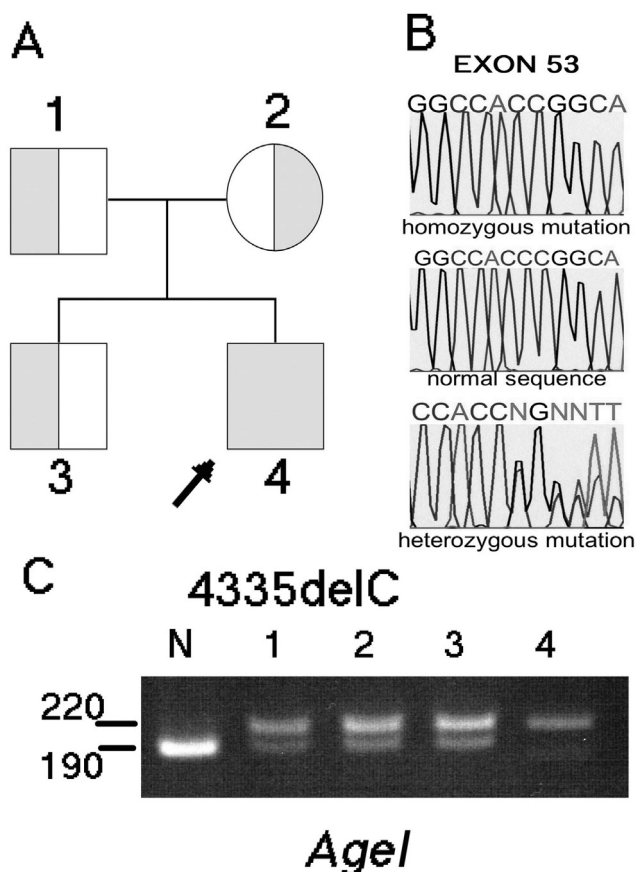 A
1
2
3
4
B
EXON 53
GGCCACCGGCA
homozygous mutation
GGCCACCCGGCA
normal sequence
CCACCNGNNTT
heterozygous mutation
C
4335delC
N 1 2 3 4
220
190
AgeI